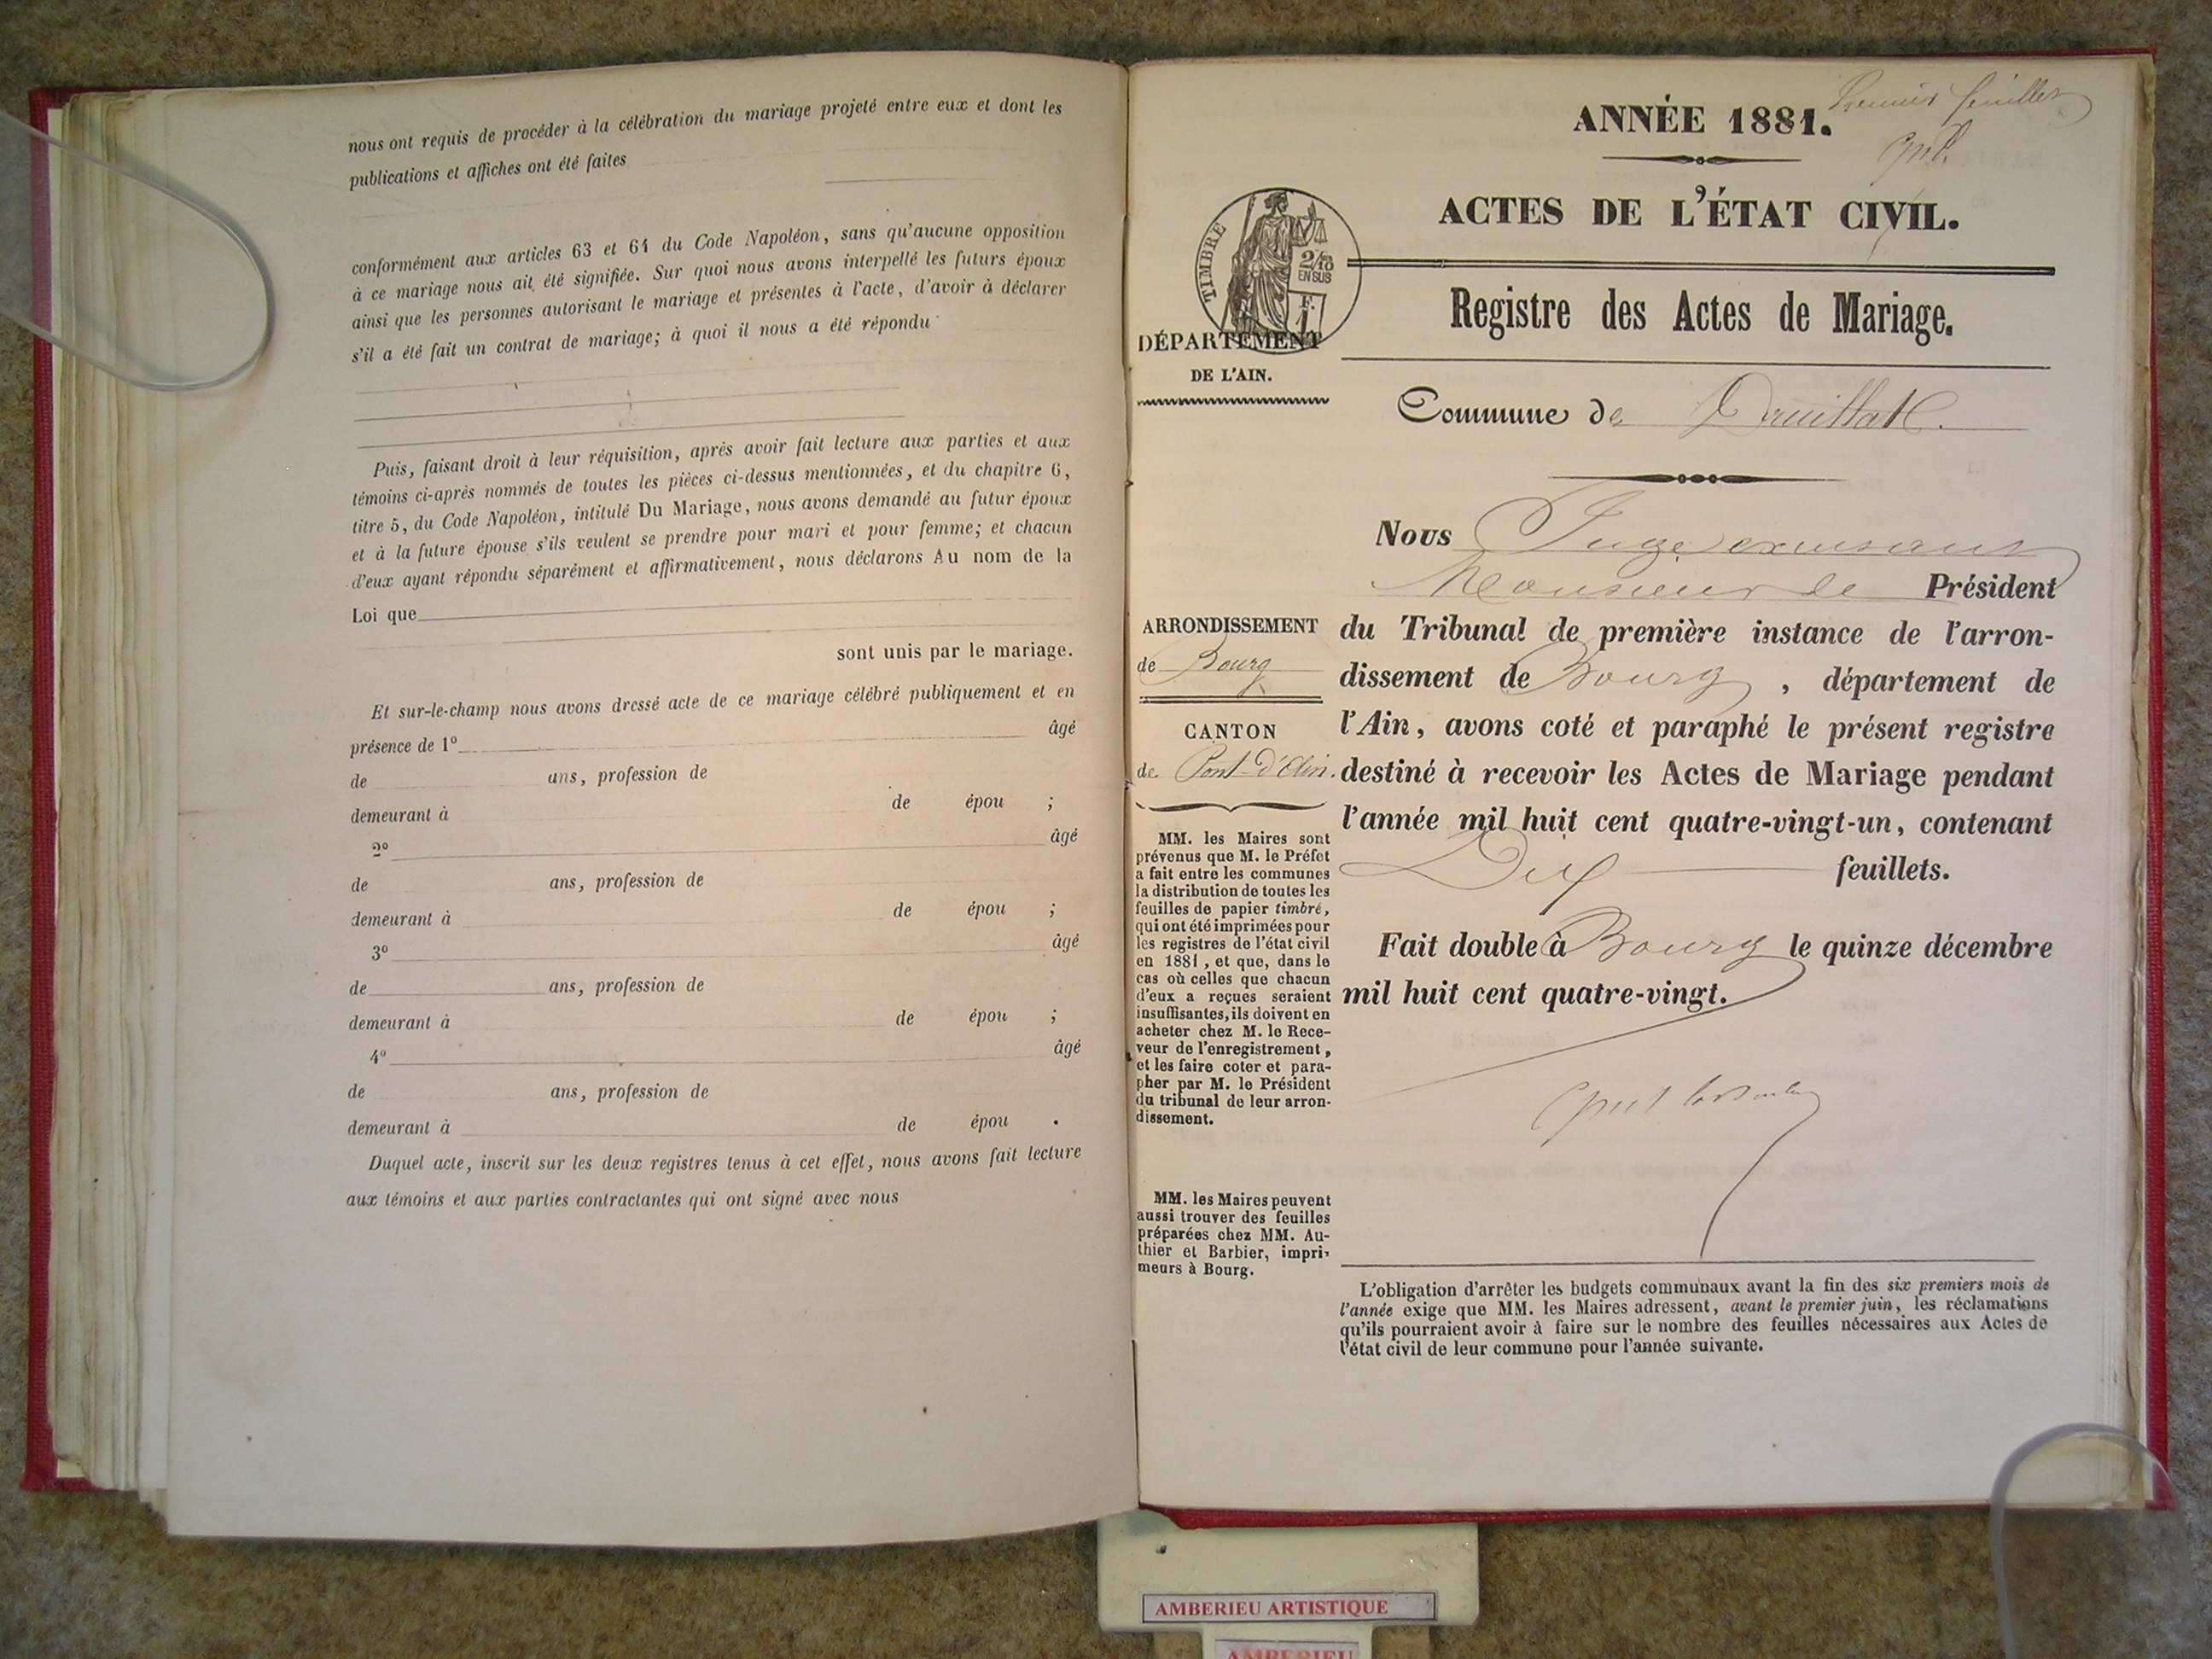 nous ont requis de procéder à la célébration du mariage projeté entre eux et dont les
publications et affiches ont été faites
conformément aux articles 63 et 64 du Code Napoléon, sans qu'aucune opposition
à ce mariage nous ait été signifiée. Sur quoi nous avons interpellé les futurs époux
ainsi que les personnes autorisant le mariage et présentes à l'acte, d'avoir à déclarer
s'il a été fait un contrat de mariage; à quoi il nous a été répondu
Puis, faisant droit à leur réquisition, après avoir fait lecture aux parties et aux
témoins ci-après nommés de toutes les pièces ci-dessus mentionnées, et du chapitre 6,
titre 5, du Code Napoléon, intitulé Du Mariage, nous avons demandé au futur époux
et à la future épouse s'ils veulent se prendre pour mari et pour femme; et chacun
d'eux ayant répondu séparément et affirmativement, nous déclarons Au nom de la
Loi que
sont unis par le mariage.
Et sur-le-champ nous avons dressé acte de ce mariage célébré publiquement et en
présence de 1º âgé
de ans, profession de
demeurant à de épou ;
2º âgé
de ans, profession de
demeurant à de épou ;
3º âgé
de ans, profession de
demeurant à de épou ;
4º âgé
de ans, profession de
demeurant à de épou .
Duquel acte, inscrit sur les deux registres tenus à cet effet, nous avons fait lecture
aux témoins et aux parties contractantes qui ont signé avec nous
Premier feuillet
ANNÉE 1881.
ACTES DE L'ÉTAT CIVIL.
TIMBRE
2/10
EN SUS
F.
1
DÉPARTEMENT
DE L'AIN.
Registre des Actes de Mariage.
Commune de Druillat.
ARRONDISSEMENT
de Bourg
CANTON
de Pont-d'Ain.
MM. les Maires sont
prévenus que M. le Préfet
a fait entre les communes
la distribution de toutes les
feuilles de papier timbré,
qui ont été imprimées pour
les registres de l'état civil
en 1881, et que, dans le
cas où celles que chacun
d'eux a reçues seraient
insuffisantes, ils doivent en
acheter chez M. le Rece-
veur de l'enregistrement,
et les faire coter et para-
pher par M. le Président
du tribunal de leur arron-
dissement.
MM. les Maires peuvent
aussi trouver des feuilles
préparées chez MM. Au-
thier et Barbier, impri-
meurs à Bourg.
Nous Juge
Monsieur le Président
du Tribunal de première instance de l'arron-
dissement de Bourg, département de
l'Ain, avons coté et paraphé le présent registre
destiné à recevoir les Actes de Mariage pendant
l'année mil huit cent quatre-vingt-un, contenant
Dix feuillets.
Fait double à Bourg le quinze décembre
mil huit cent quatre-vingt.
L'obligation d'arrêter les budgets communaux avant la fin des six premiers mois de
l'année exige que MM. les Maires adressent, avant le premier juin, les réclamations
qu'ils pourraient avoir à faire sur le nombre des feuilles nécessaires aux Actes de
l'état civil de leur commune pour l'année suivante.
AMBERIEU ARTISTIQUE
AMBERIEU